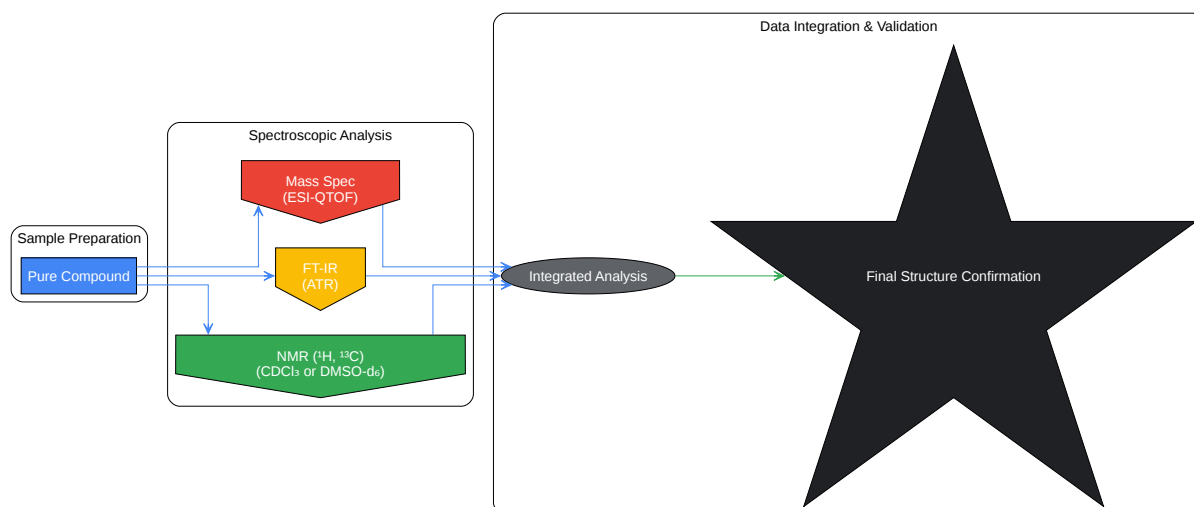 Data Integration & Validation
Spectroscopic Analysis
Mass Spec
(ESI-QTOF)
Sample Preparation
Pure Compound
FT-IR
(ATR)
Integrated Analysis
Final Structure Confirmation
NMR (¹H, ¹³C)
(CDCl₃ or DMSO-d₆)